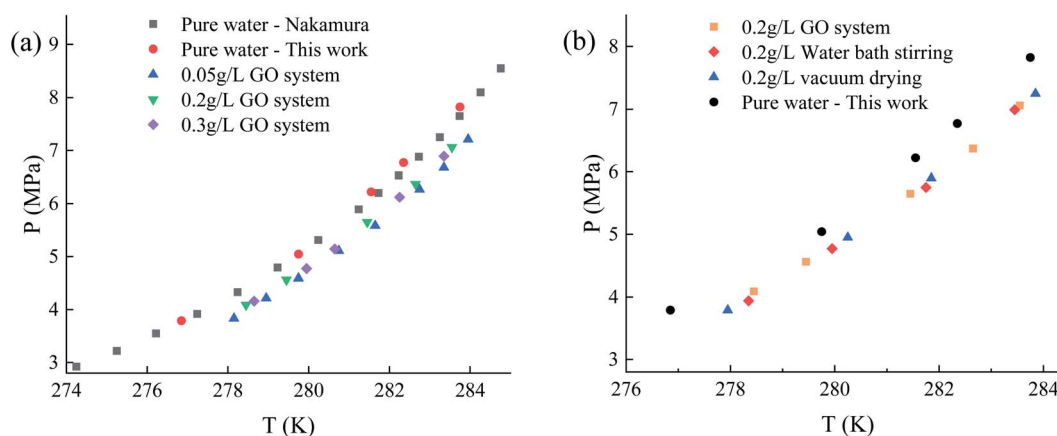 (a)
Pure water - Nakamura
Pure water - This work
0.05g/L GO system
0.2g/L GO system
0.3g/L GO system
9
8
7
6
5
4
3
P (MPa)
274 276 278 280 282 284
T (K)
(b)
0.2g/L GO system
0.2g/L Water bath stirring
0.2g/L vacuum drying
Pure water - This work
8
7
6
5
4
3
P (MPa)
276 278 280 282 284
T (K)